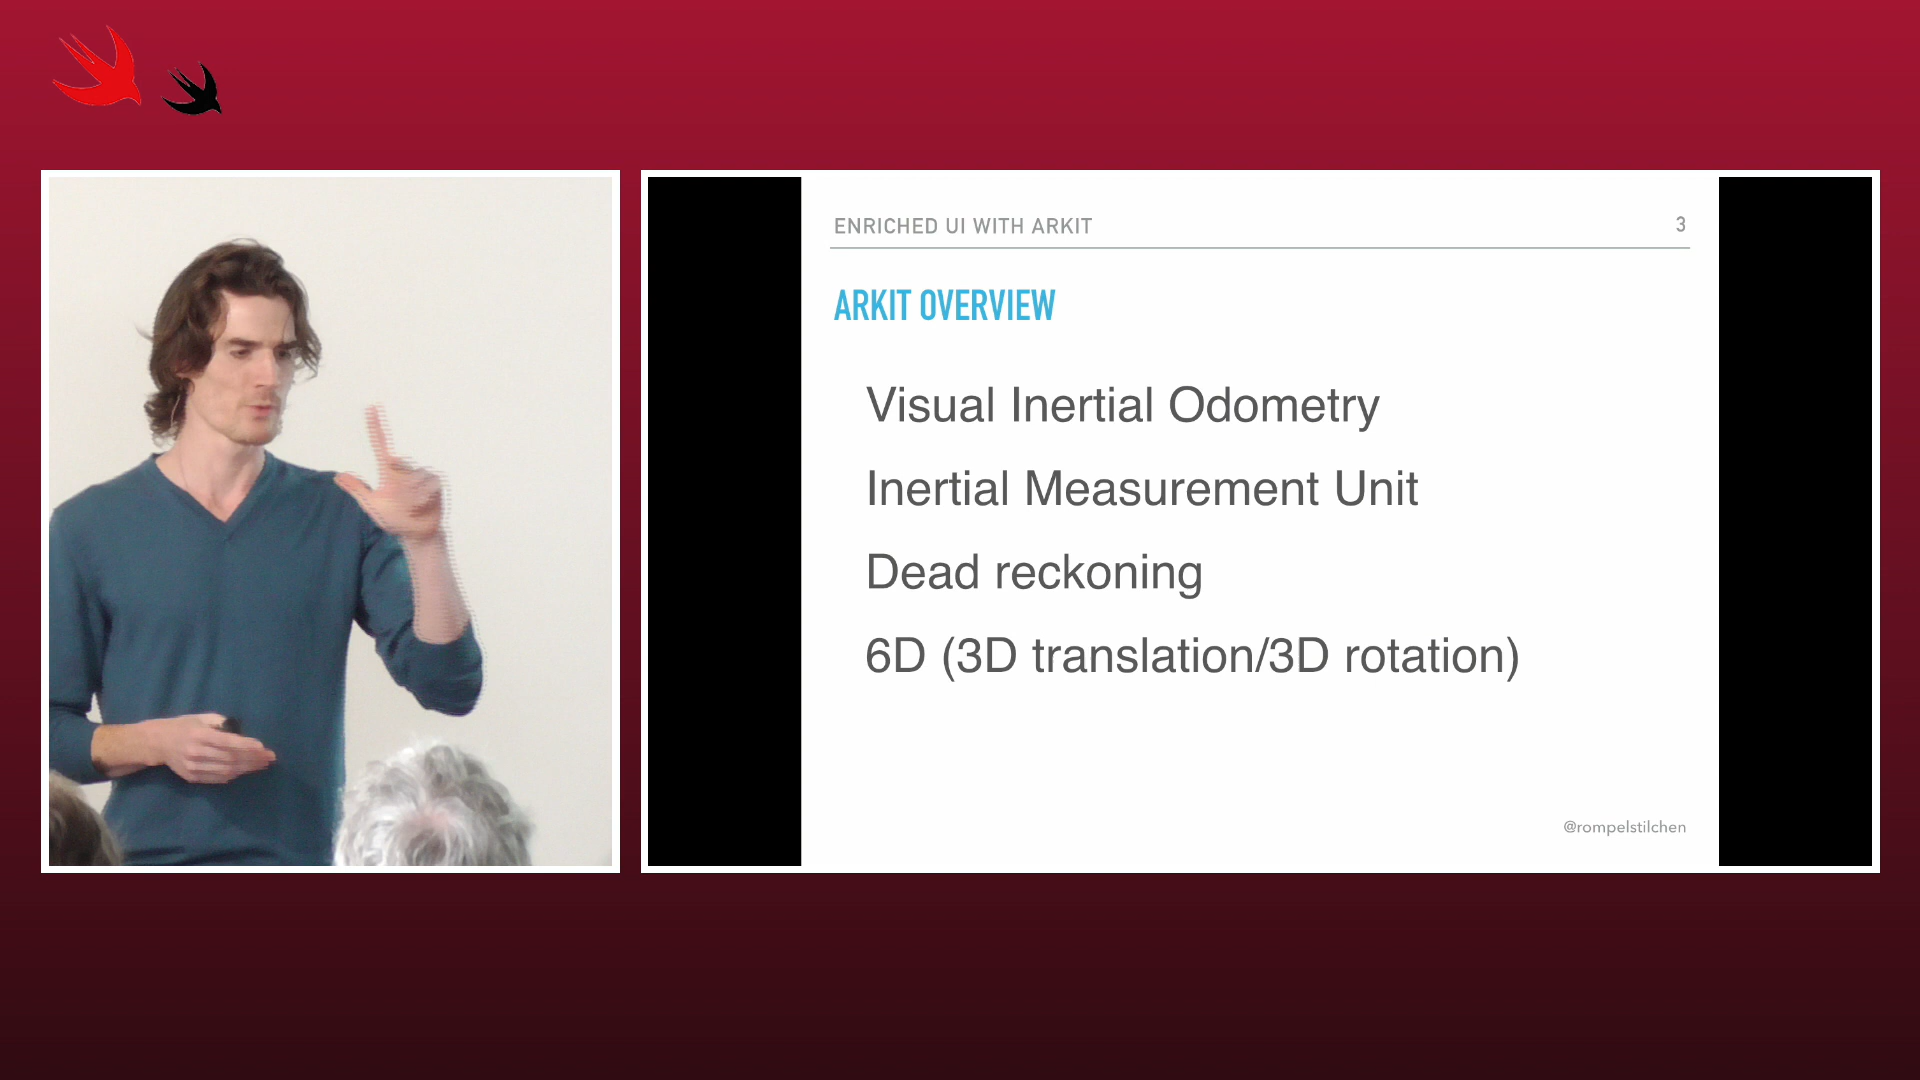 ENRICHED UI WITH ARKIT
3
ARKIT OVERVIEW
Visual Inertial Odometry
Inertial Measurement Unit
Dead reckoning
6D (3D translation/3D rotation)
@rompelstilchen